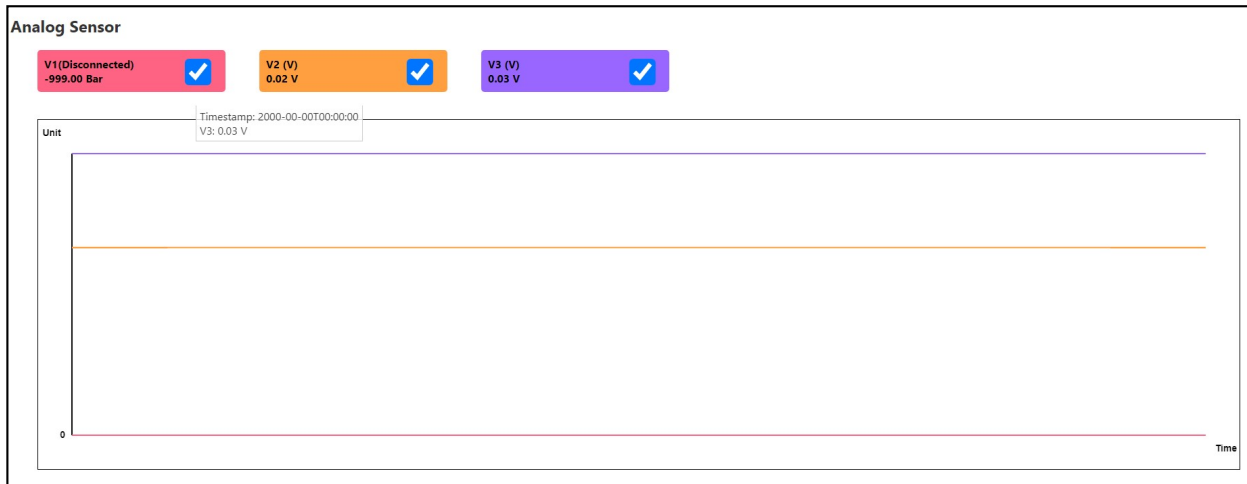 Analog Sensor
V1(Disconnected)
-999.00 Bar
V2 (V)
0.02 V
V3 (V)
0.03 V
Timestamp: 2000-00-00T00:00:00
V3: 0.03 V
Unit
0
Time